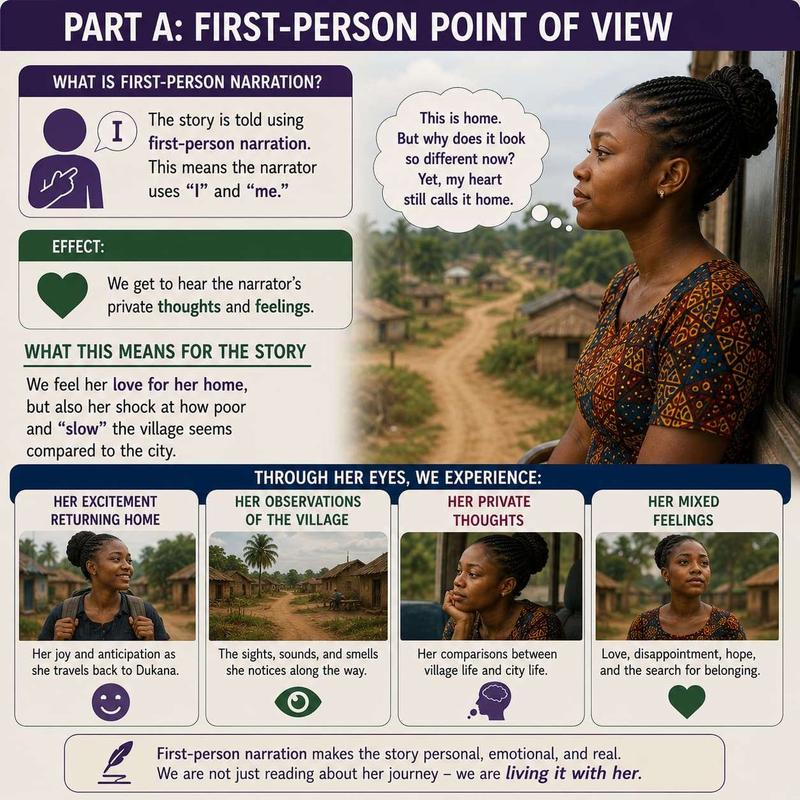 PART A: FIRST-PERSON POINT OF VIEW
WHAT IS FIRST-PERSON NARRATION?
I
The story is told using
first-person narration.
This means the narrator
uses “I” and “me.”
This is home.
But why does it look
so different now?
Yet, my heart
still calls it home.
EFFECT:
We get to hear the narrator’s
private thoughts and feelings.
WHAT THIS MEANS FOR THE STORY
We feel her love for her home,
but also her shock at how poor
and “slow” the village seems
compared to the city.
THROUGH HER EYES, WE EXPERIENCE:
HER EXCITEMENT
RETURNING HOME
Her joy and anticipation as
she travels back to Dukana.
HER OBSERVATIONS
OF THE VILLAGE
The sights, sounds, and smells
she notices along the way.
HER PRIVATE
THOUGHTS
Her comparisons between
village life and city life.
HER MIXED
FEELINGS
Love, disappointment, hope,
and the search for belonging.
First-person narration makes the story personal, emotional, and real.
We are not just reading about her journey – we are living it with her.